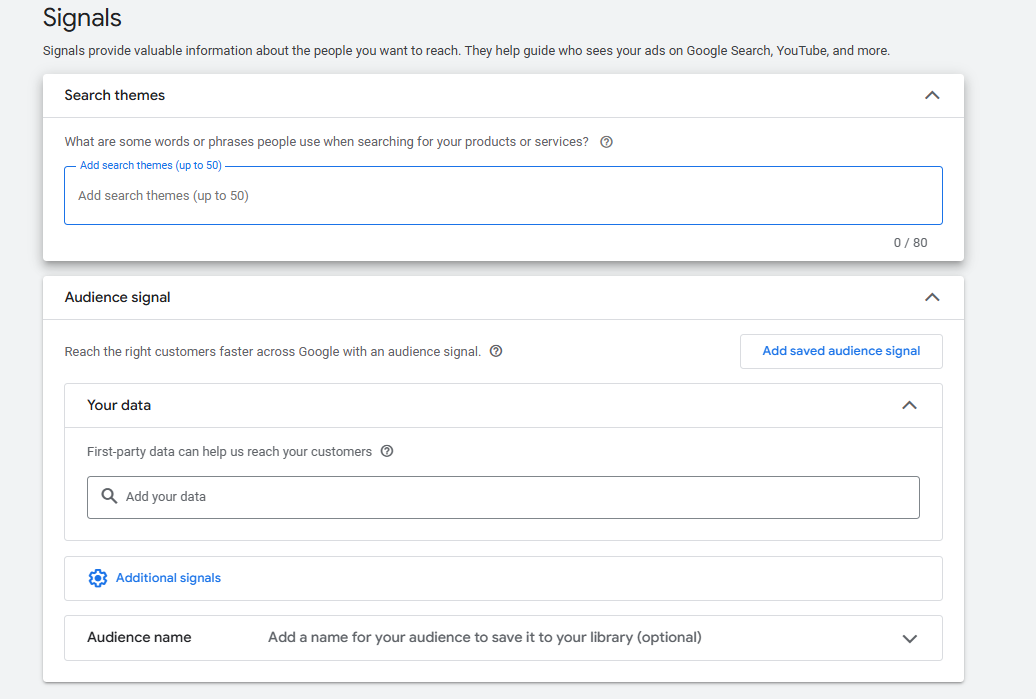 Signals
Signals provide valuable information about the people you want to reach. They help guide who sees your ads on Google Search, YouTube, and more.
Search themes
What are some words or phrases people use when searching for your products or services?
Add search themes (up to 50)
Add search themes (up to 50)
0 / 80
Audience signal
Reach the right customers faster across Google with an audience signal.
Add saved audience signal
Your data
First-party data can help us reach your customers
Add your data
Additional signals
Audience name Add a name for your audience to save it to your library (optional)